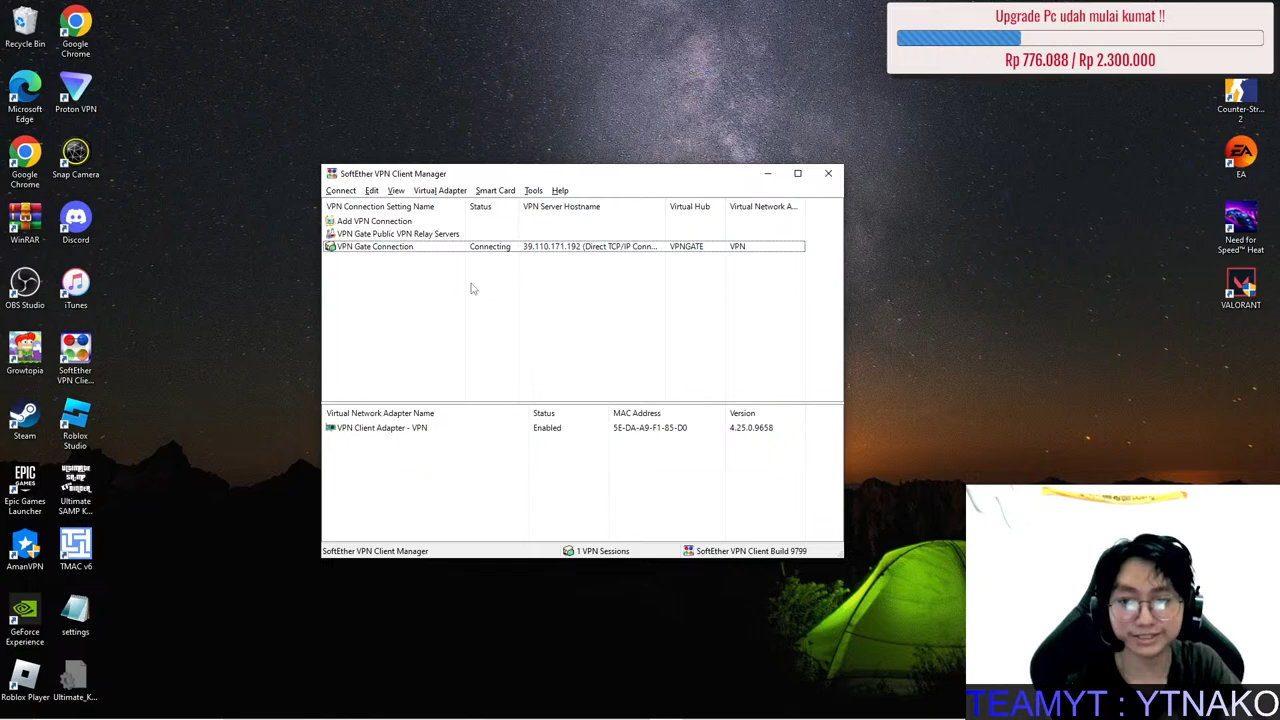 Upgrade Pc udah mulai kumat !!
Rp 776.088 / Rp 2.300.000
Recycle Bin
Google Chrome
Microsoft Edge
Proton VPN
Google Chrome
Snap Camera
WinRAR
Discord
OBS Studio
iTunes
Growtopia
SoftEther VPN Clie...
Steam
Roblox Studio
EPIC GAMES
Epic Games Launcher
ULTIMATE SAMP KEYBINDER
Ultimate SAMP K...
AmanVPN
TMAC v6
GeForce Experience
settings
Roblox Player
Ultimate_K...
Counter-Str... 2
EA
EA
Need for Speed™ Heat
VALORANT
SoftEther VPN Client Manager
Connect Edit View Virtual Adapter Smart Card Tools Help
VPN Connection Setting Name Status VPN Server Hostname Virtual Hub Virtual Network A...
Add VPN Connection
VPN Gate Public VPN Relay Servers
VPN Gate Connection Connecting 39.110.171.192 (Direct TCP/IP Conn... VPNGATE VPN
Virtual Network Adapter Name Status MAC Address Version
VPN Client Adapter - VPN Enabled 5E-DA-A9-F1-85-D0 4.25.0.9658
SoftEther VPN Client Manager 1 VPN Sessions SoftEther VPN Client Build 9799
TEAMYT : YTNAKO